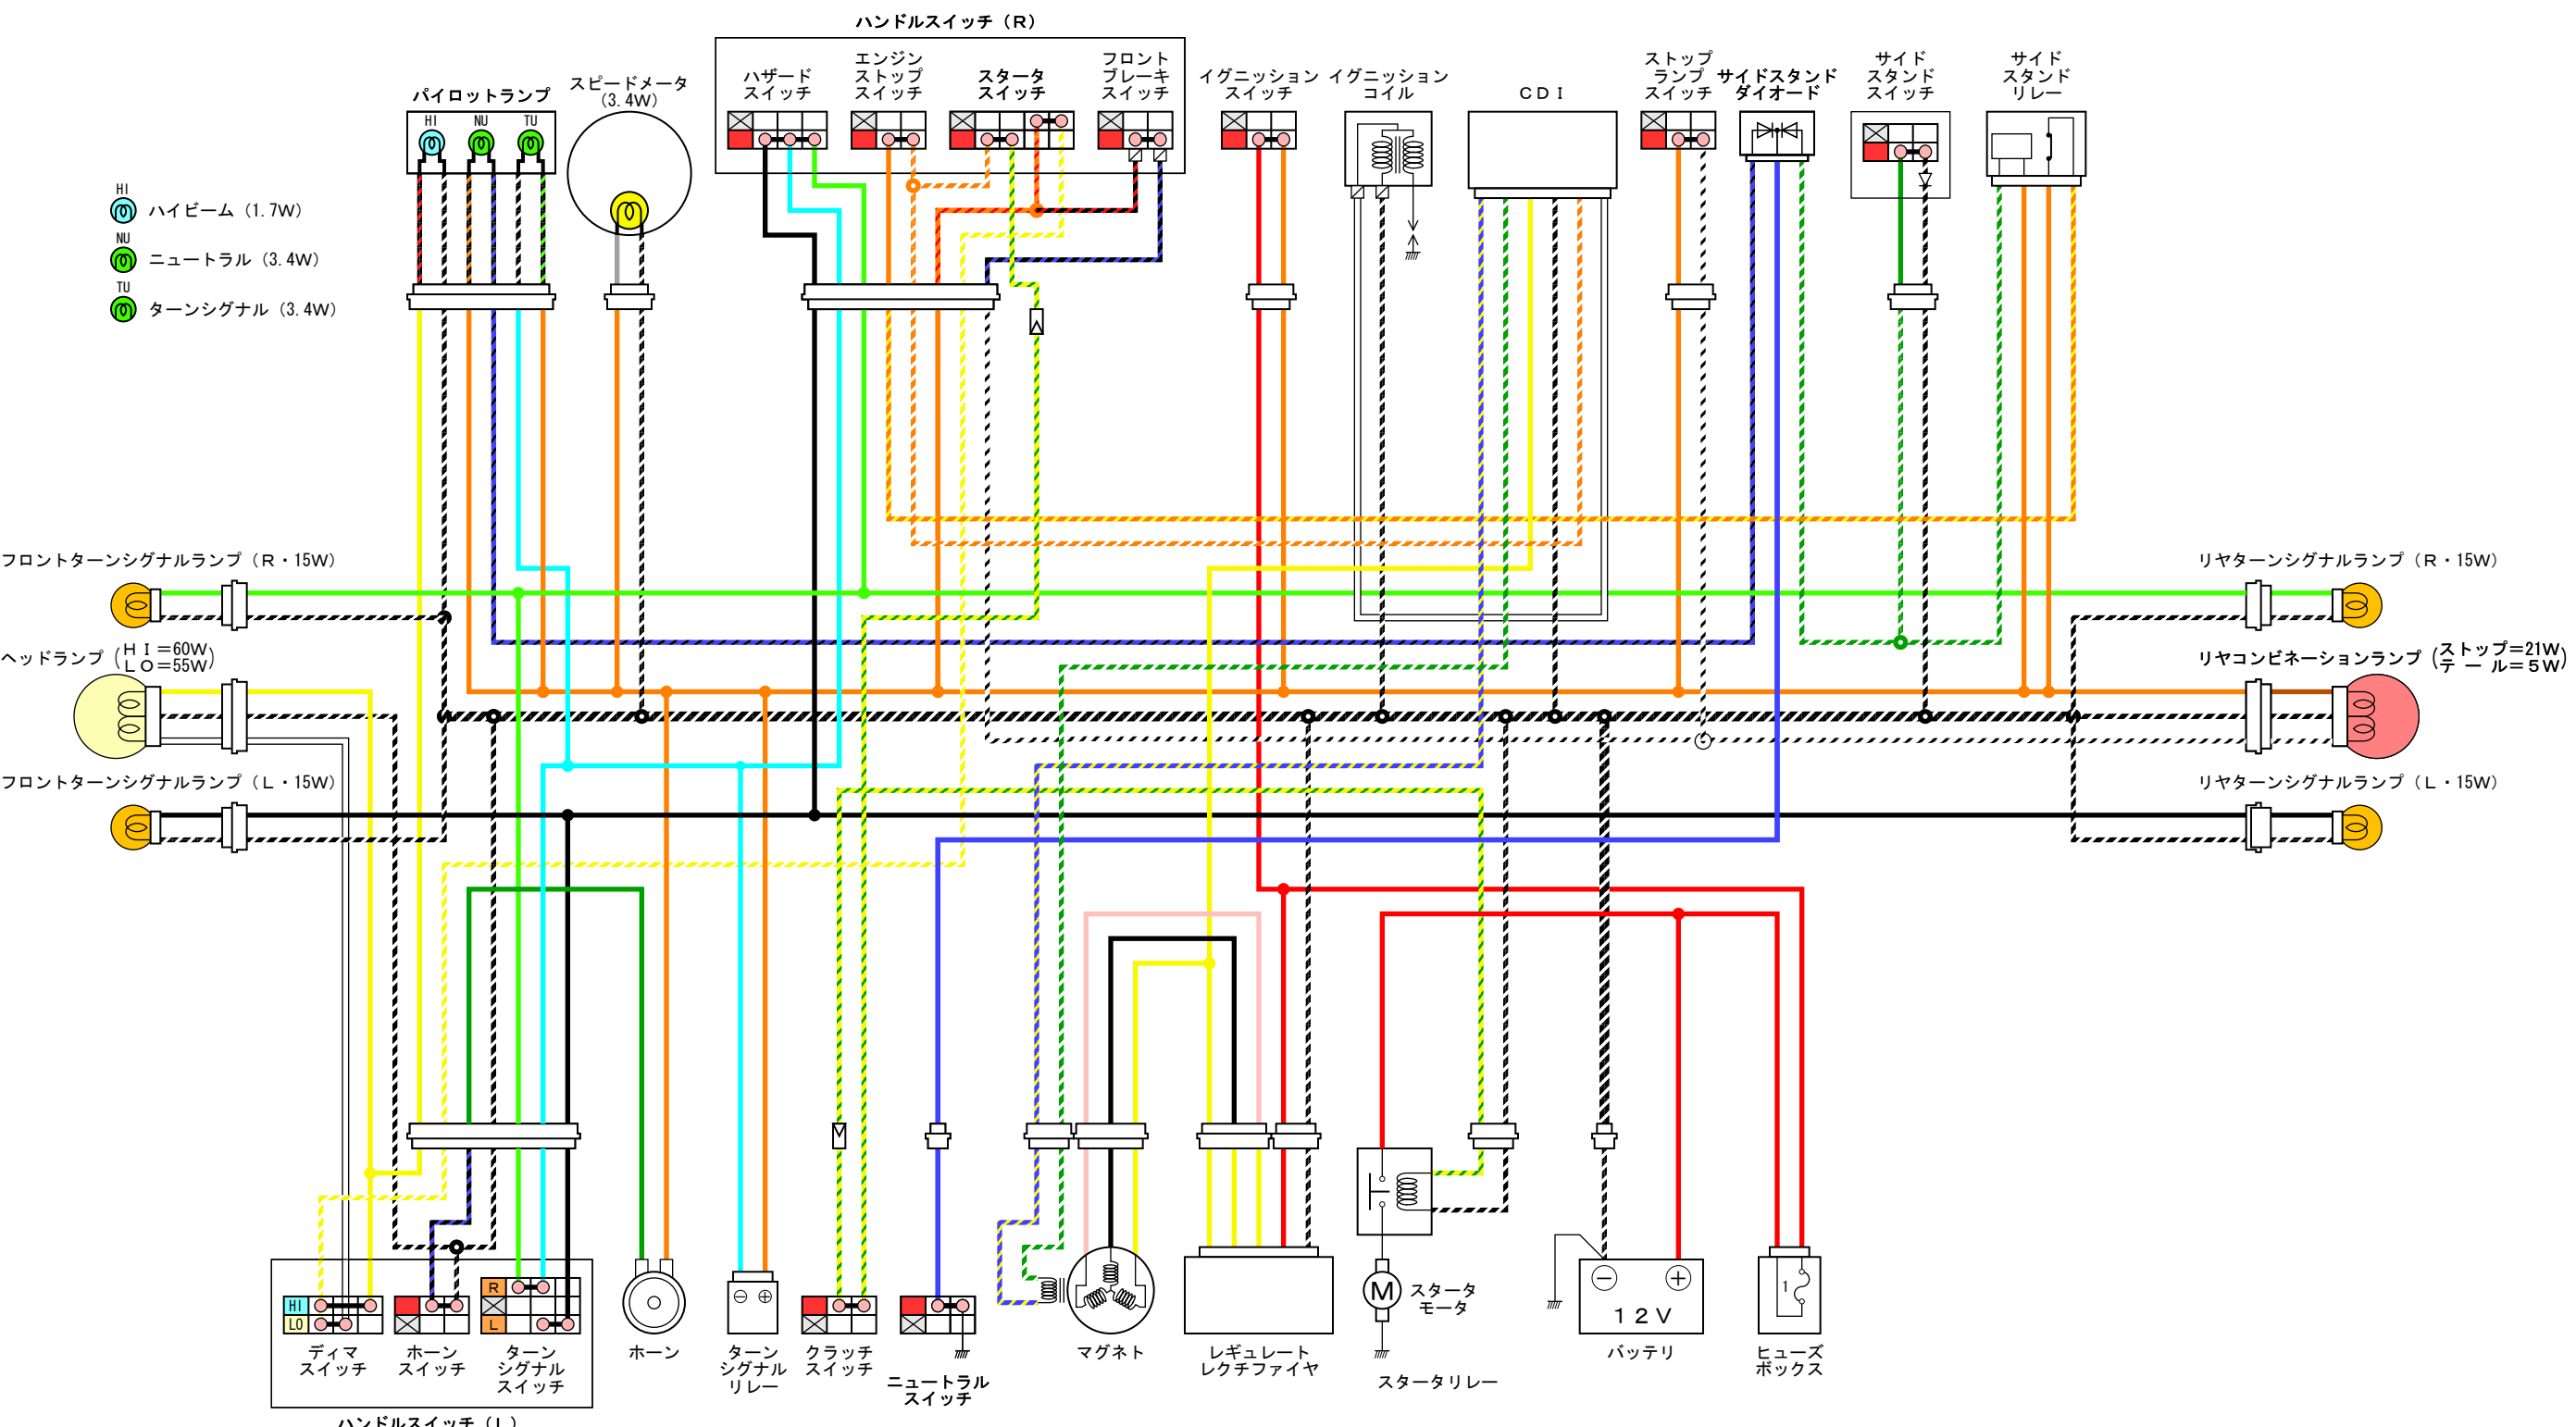 ハンドルスイッチ（Ｒ）
パイロットランプ
HI
NU
TU
スピードメータ
（3.4W）
ハザード
スイッチ
エンジン
ストップ
スイッチ
スタータ
スイッチ
フロント
ブレーキ
スイッチ
イグニッション
スイッチ
イグニッション
コイル
ＣＤＩ
ストップ
ランプ
スイッチ
サイドスタンド
ダイオード
サイド
スタンド
スイッチ
サイド
スタンド
リレー
HI
ハイビーム（1.7W）
NU
ニュートラル（3.4W）
TU
ターンシグナル（3.4W）
フロントターンシグナルランプ（Ｒ・15W）
リヤターンシグナルランプ（Ｒ・15W）
ヘッドランプ（ＨＩ＝60W
ＬＯ＝55W）
リヤコンビネーションランプ（ストップ＝21W
テール＝５W）
フロントターンシグナルランプ（Ｌ・15W）
リヤターンシグナルランプ（Ｌ・15W）
HI
LO
R
L
M
１２Ｖ
1
ディマ
スイッチ
ホーン
スイッチ
ターン
シグナル
スイッチ
ホーン
ターン
シグナル
リレー
クラッチ
スイッチ
ニュートラル
スイッチ
マグネト
レギュレート
レクチファイヤ
スタータ
モータ
スタータリレー
バッテリ
ヒューズ
ボックス
ハンドルスイッチ（Ｌ）